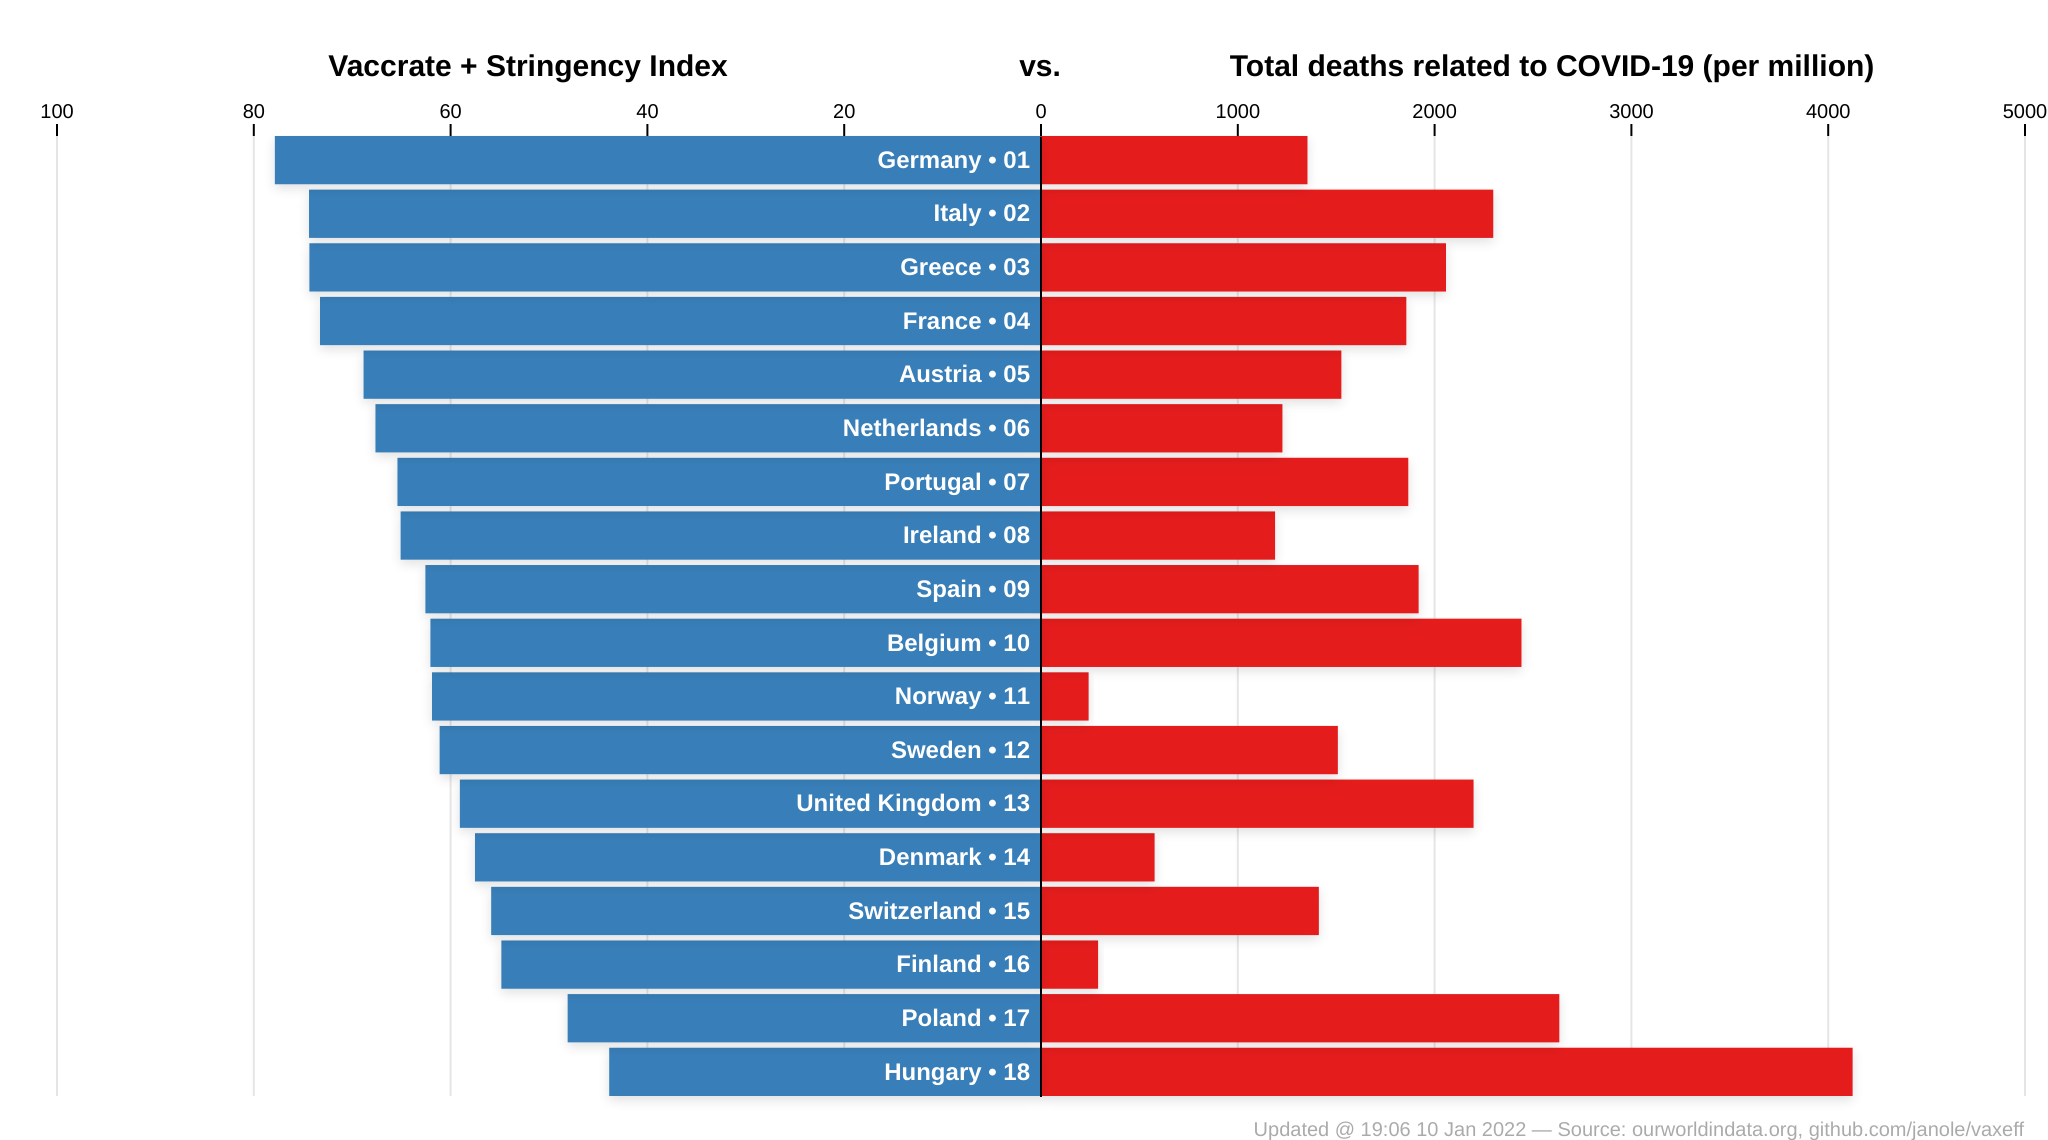 Vaccrate + Stringency Index vs. Total deaths related to COVID-19 (per million)
100 80 60 40 20 0 1000 2000 3000 4000 5000
Germany • 01
Italy • 02
Greece • 03
France • 04
Austria • 05
Netherlands • 06
Portugal • 07
Ireland • 08
Spain • 09
Belgium • 10
Norway • 11
Sweden • 12
United Kingdom • 13
Denmark • 14
Switzerland • 15
Finland • 16
Poland • 17
Hungary • 18
Updated @ 19:06 10 Jan 2022 — Source: ourworldindata.org, github.com/janole/vaxeff